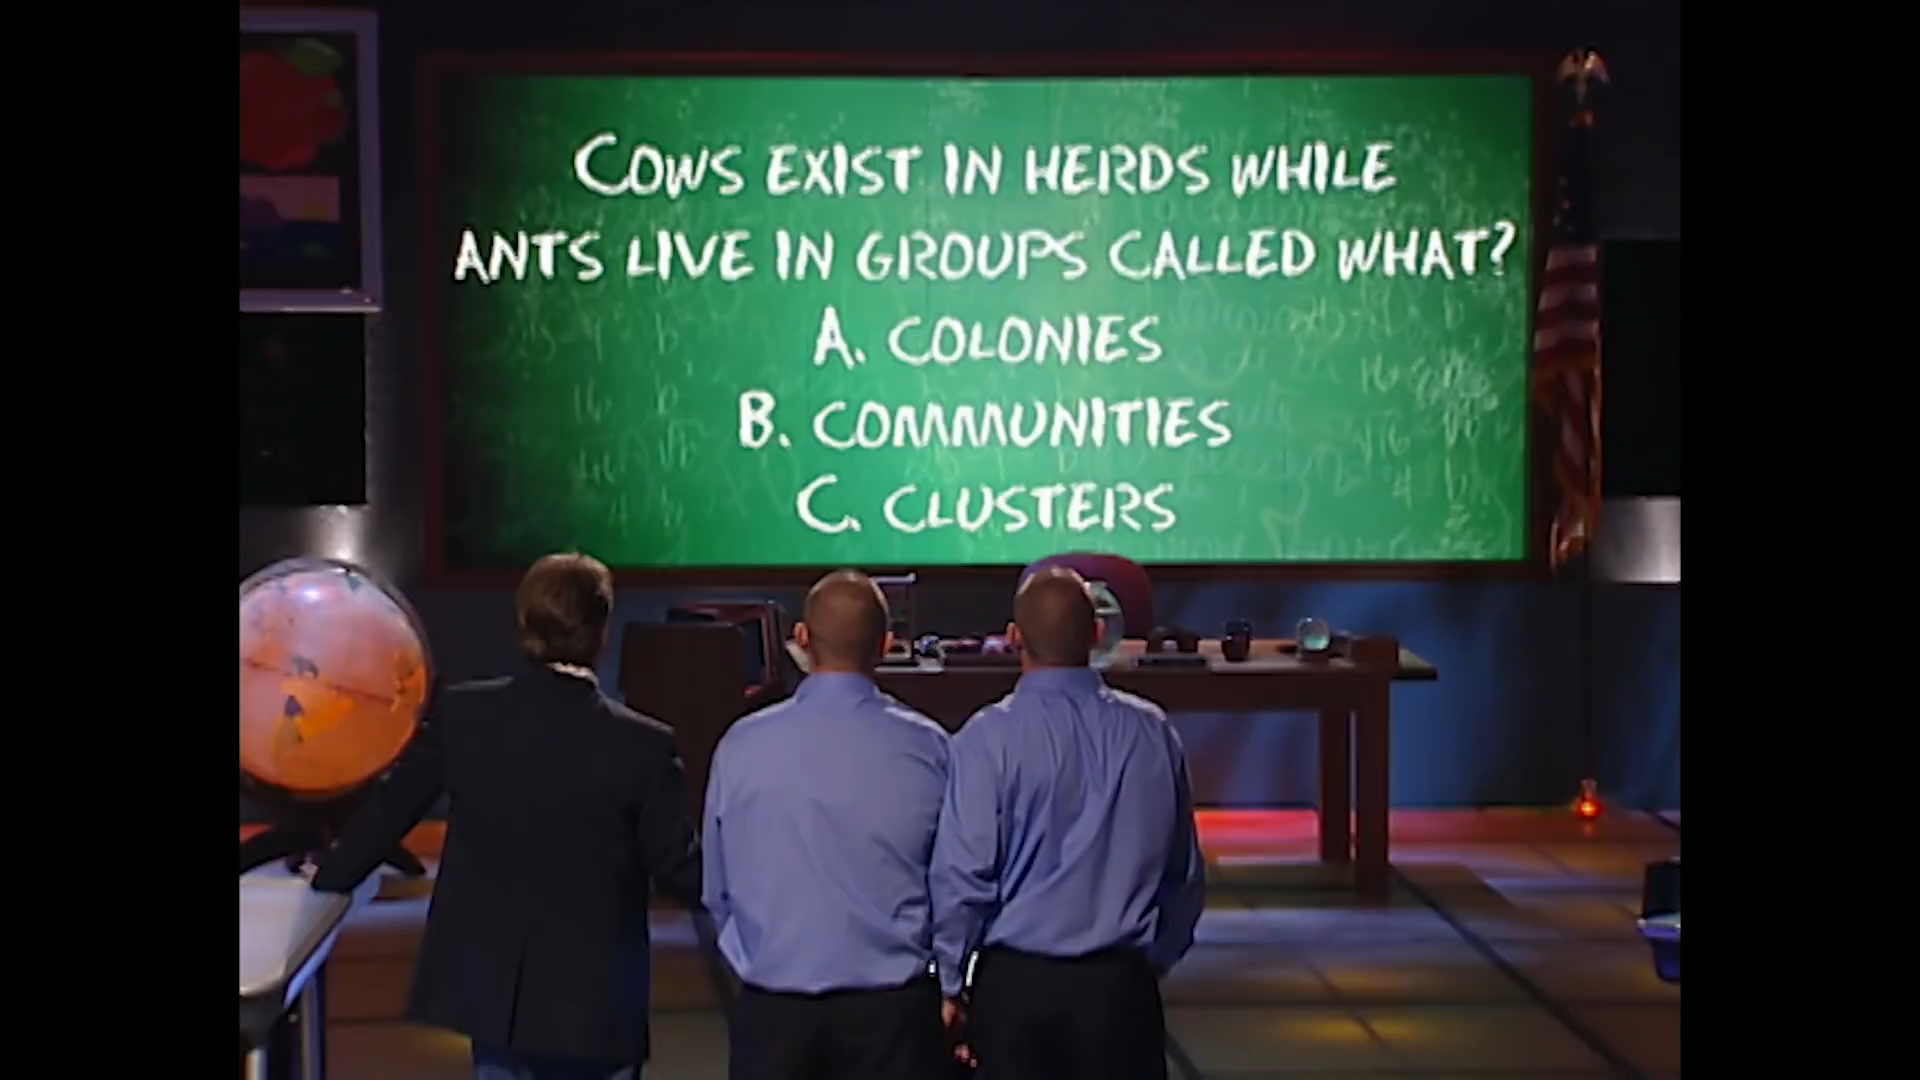 COWS EXIST IN HERDS WHILE
ANTS LIVE IN GROUPS CALLED WHAT?
A. COLONIES
B. COMMUNITIES
C. CLUSTERS